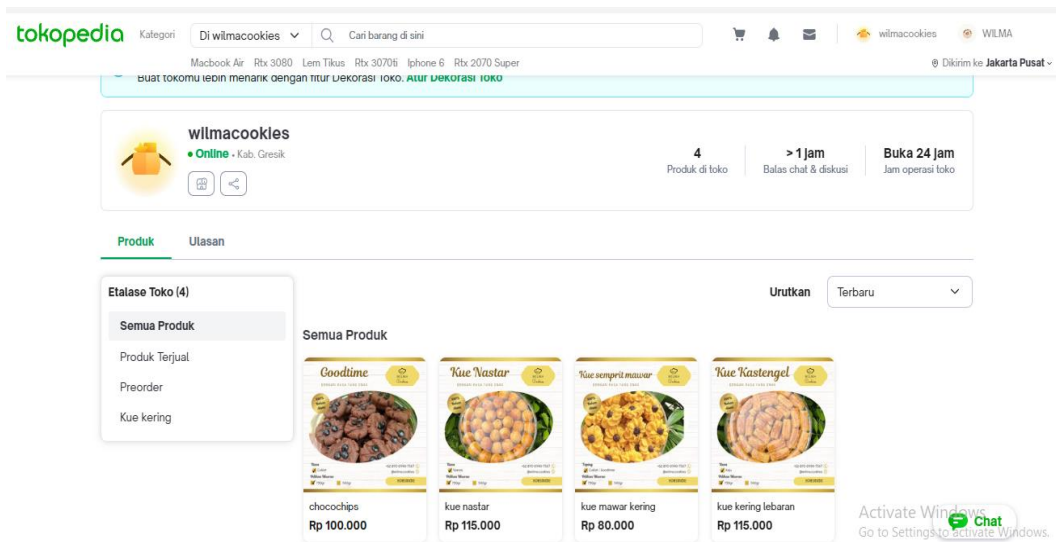 tokopedia Kategori Di wilmacookies Cari barang di sini wilmacookies WILMA
Macbook Air Rtx 3080 Lem Tikus Rtx 3070ti Iphone 6 Rtx 2070 Super Dikirim ke Jakarta Pusat
Buat tokomu lebih menarik dengan fitur Dekorasi Toko. Atur Dekorasi Toko
wilmacookies
Online • Kab. Gresik
4
Produk di toko
> 1 jam
Balas chat & diskusi
Buka 24 jam
Jam operasi toko
Produk Ulasan
Etalase Toko (4)
Semua Produk
Produk Terjual
Preorder
Kue kering
Urutkan Terbaru
Semua Produk
Goodtime
Kue Nastar
Kue semprit mawar
Kue Kastengel
chocochips
Rp 100.000
kue nastar
Rp 115.000
kue mawar kering
Rp 80.000
kue kering lebaran
Rp 115.000
Activate Windows
Go to Settings to activate Windows.
Chat